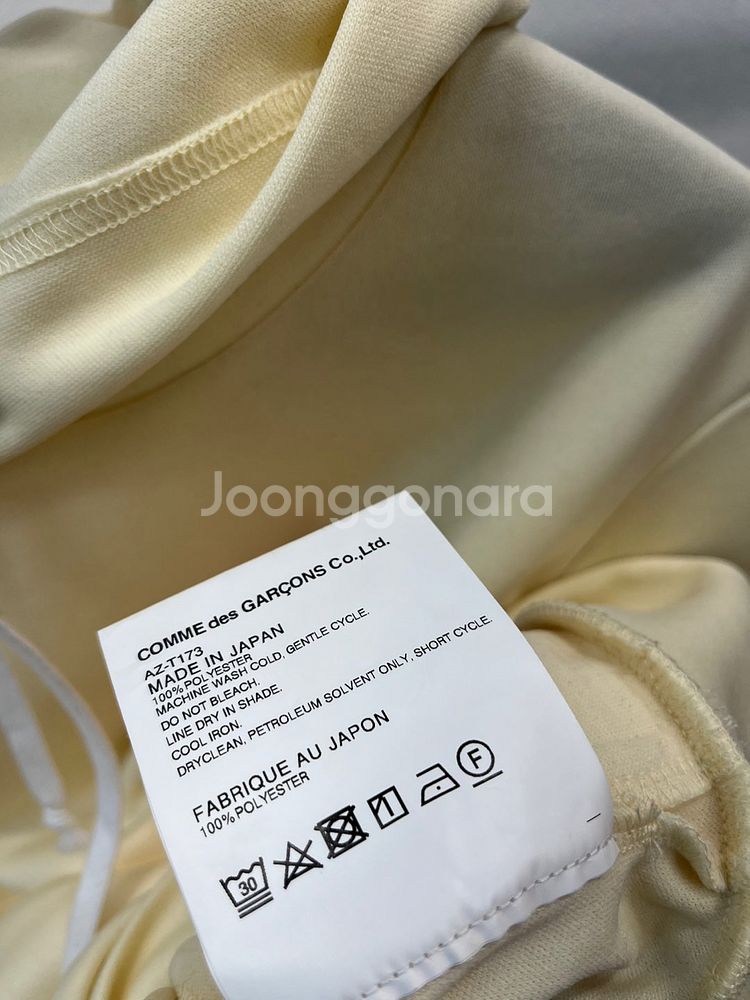 Joonggonara
COMME des GARÇONS Co.,Ltd.
AZ-T173
MADE IN JAPAN
100% POLYESTER
MACHINE WASH COLD, GENTLE CYCLE.
DO NOT BLEACH.
LINE DRY IN SHADE.
COOL IRON.
DRYCLEAN, PETROLEUM SOLVENT ONLY, SHORT CYCLE.
FABRIQUE AU JAPON
100% POLYESTER
30
F